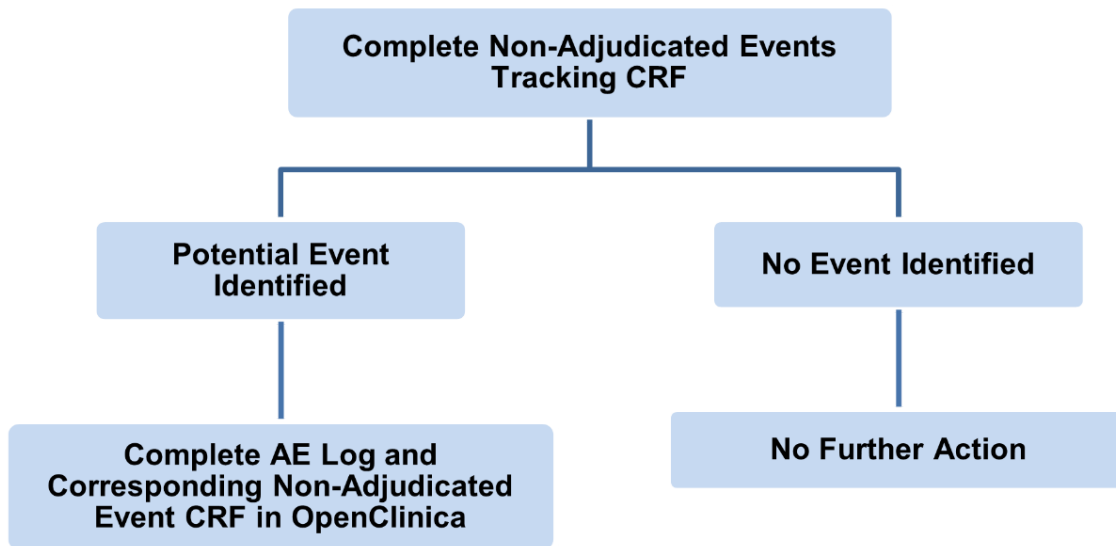 Complete Non-Adjudicated Events
Tracking CRF
Potential Event
Identified
No Event Identified
Complete AE Log and
Corresponding Non-Adjudicated
Event CRF in OpenClinica
No Further Action